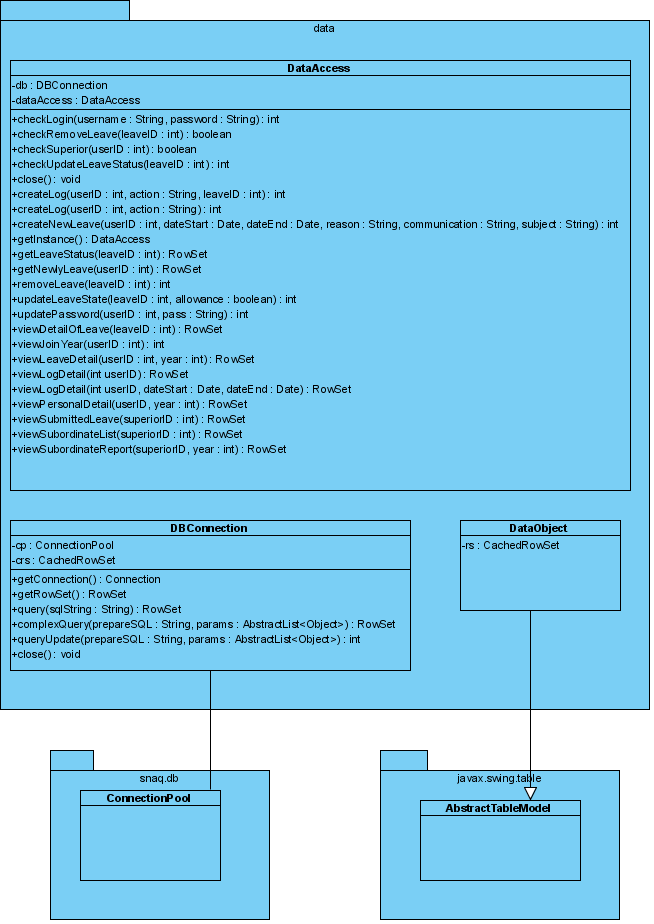 data
DataAccess
-db : DBConnection
-dataAccess : DataAccess
+checkLogin(username : String, password : String) : int
+checkRemoveLeave(leaveID : int) : boolean
+checkSuperior(userID : int) : boolean
+checkUpdateLeaveStatus(leaveID : int) : int
+close() : void
+createLog(userID : int, action : String, leaveID : int) : int
+createLog(userID : int, action : String) : int
+createNewLeave(userID : int, dateStart : Date, dateEnd : Date, reason : String, communication : String, subject : String) : int
+getInstance() : DataAccess
+getLeaveStatus(leaveID : int) : RowSet
+getNewlyLeave(userID : int) : RowSet
+removeLeave(leaveID : int) : int
+updateLeaveState(leaveID : int, allowance : boolean) : int
+updatePassword(userID : int, pass : String) : int
+viewDetailOfLeave(leaveID : int) : RowSet
+viewJoinYear(userID : int) : int
+viewLeaveDetail(userID : int, year : int) : RowSet
+viewLogDetail(int userID) : RowSet
+viewLogDetail(int userID, dateStart : Date, dateEnd : Date) : RowSet
+viewPersonalDetail(userID, year : int) : RowSet
+viewSubmittedLeave(superiorID : int) : RowSet
+viewSubordinateList(superiorID : int) : RowSet
+viewSubordinateReport(superiorID, year : int) : RowSet
DBConnection
-cp : ConnectionPool
-crs : CachedRowSet
+getConnection() : Connection
+getRowSet() : RowSet
+query(sqlString : String) : RowSet
+complexQuery(prepareSQL : String, params : AbstractList<Object>) : RowSet
+queryUpdate(prepareSQL : String, params : AbstractList<Object>) : int
+close() : void
DataObject
-rs : CachedRowSet
snaq.db
ConnectionPool
javax.swing.table
AbstractTableModel